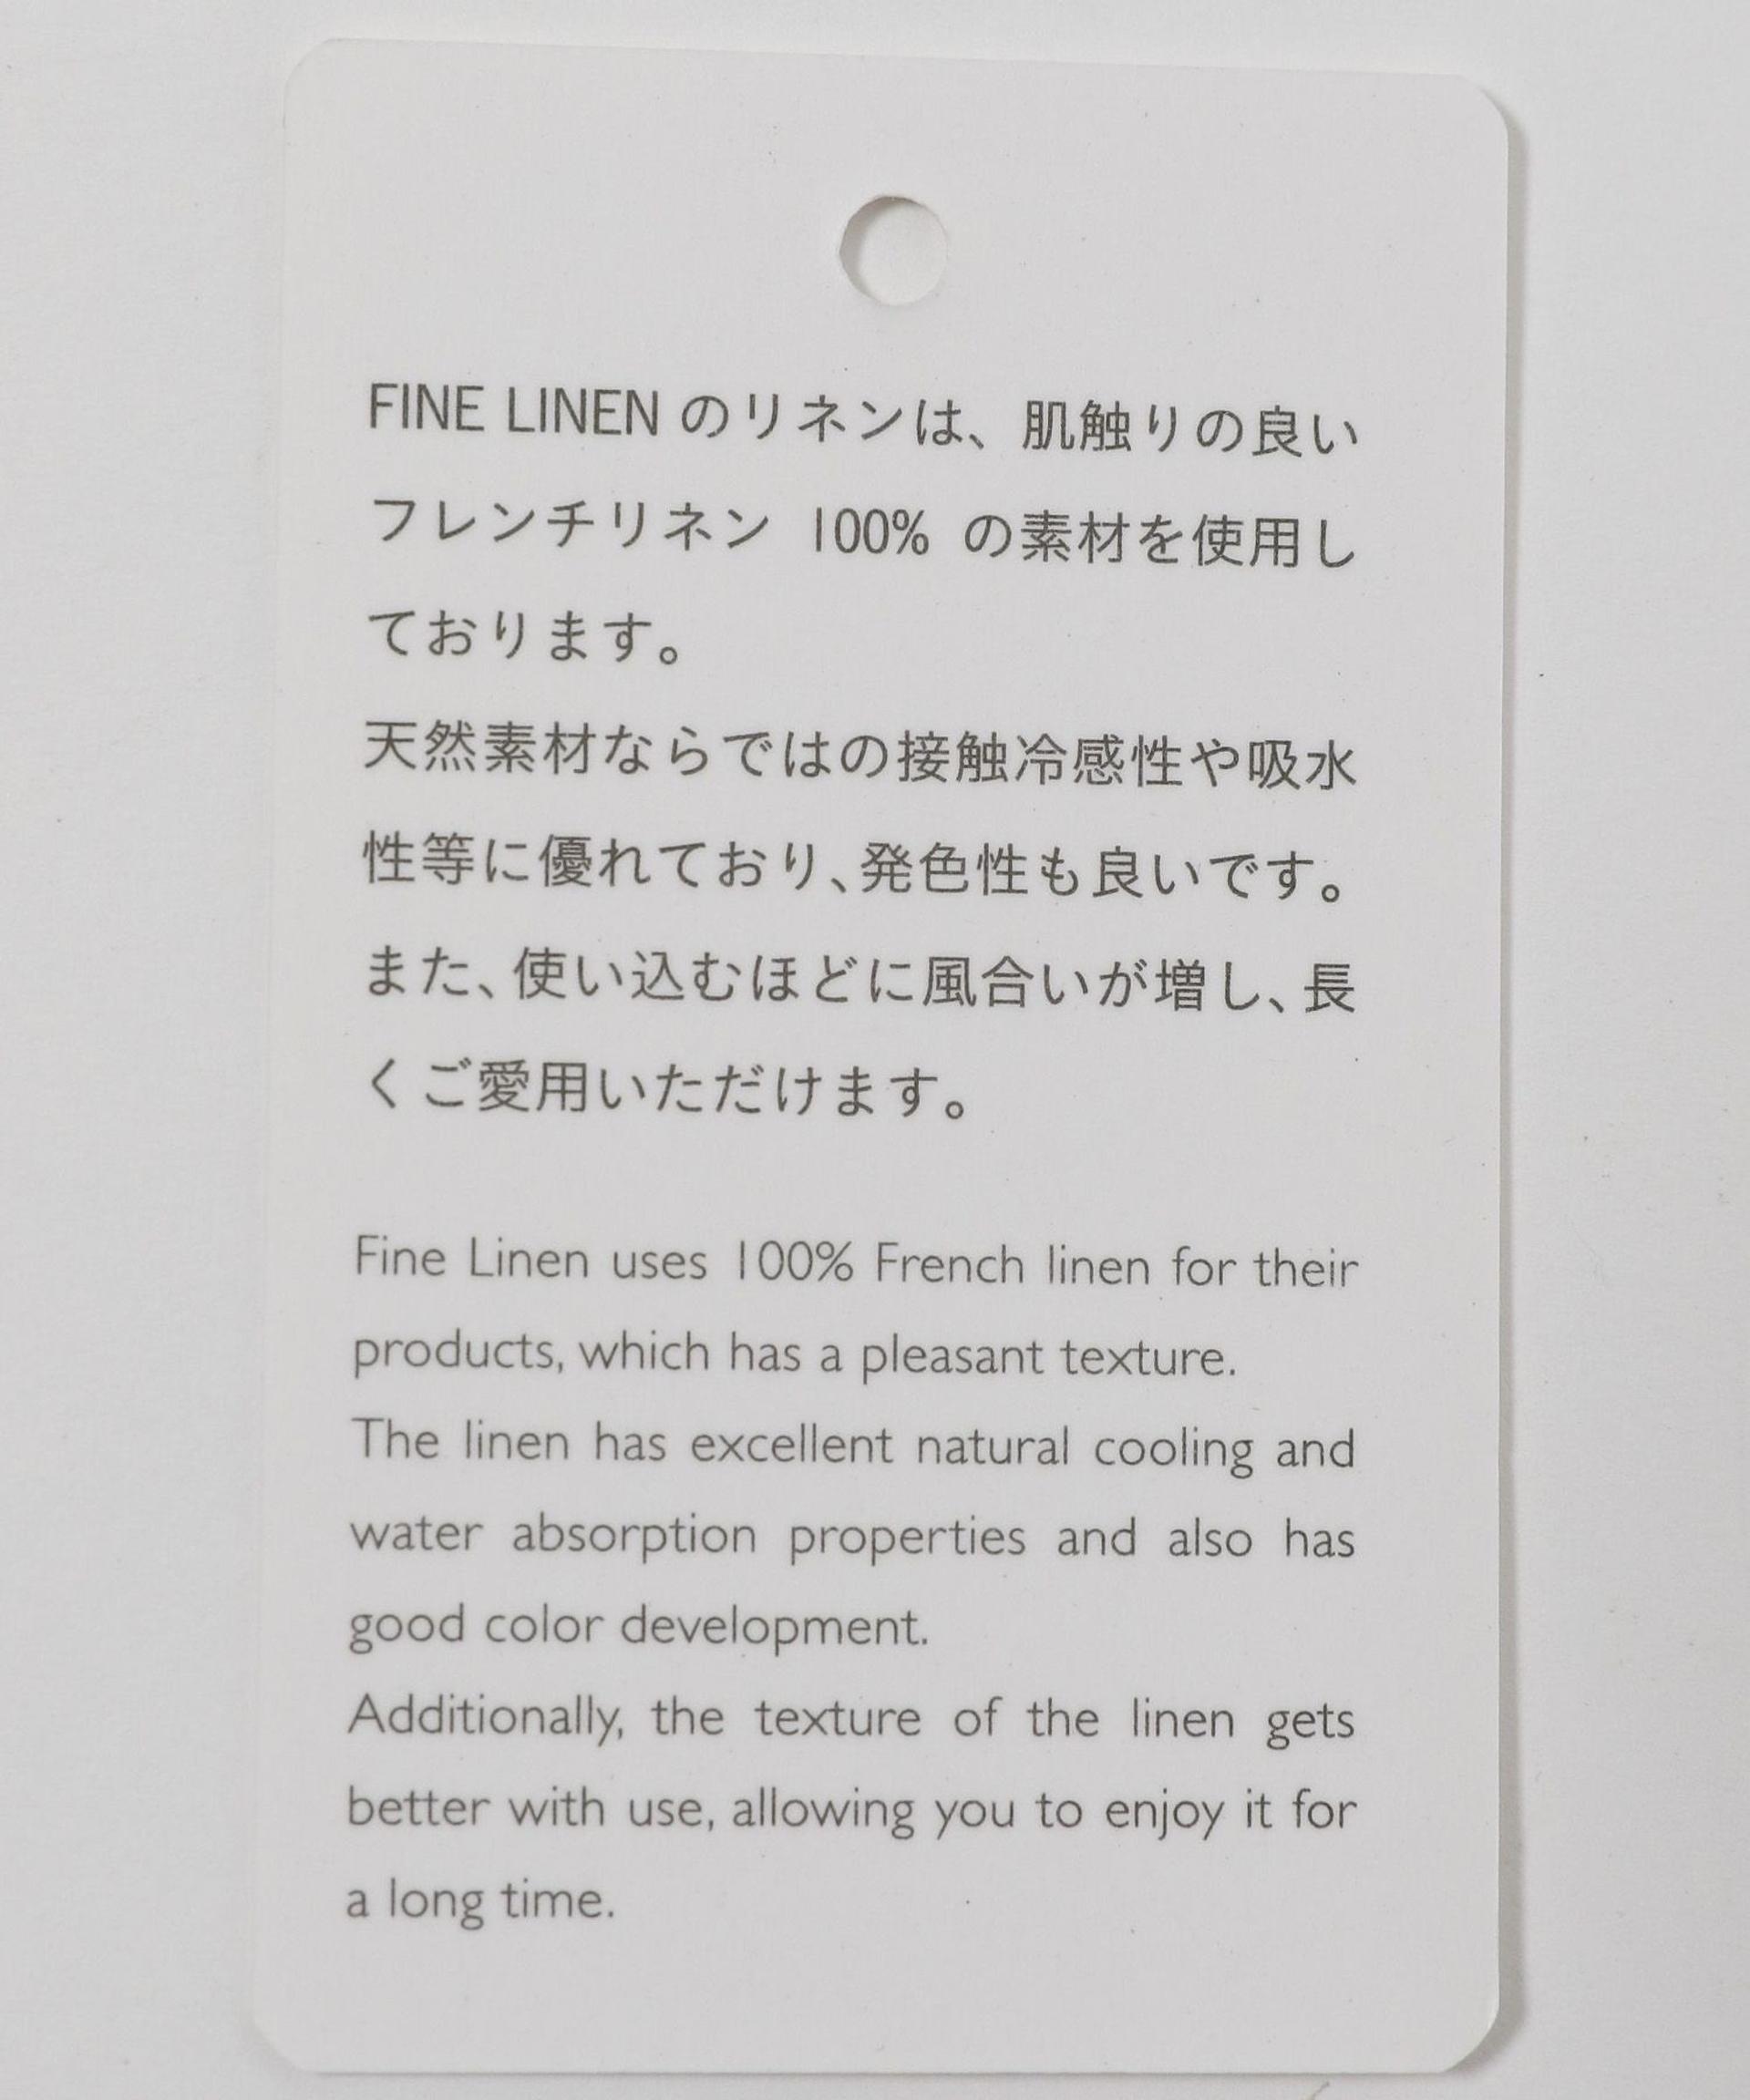 FINE LINEN のリネンは、肌触りの良い
フレンチリネン 100% の素材を使用し
ております。
天然素材ならではの接触冷感性や吸水
性等に優れており、発色性も良いです。
また、使い込むほどに風合いが増し、長
くご愛用いただけます。
Fine Linen uses 100% French linen for their
products, which has a pleasant texture.
The linen has excellent natural cooling and
water absorption properties and also has
good color development.
Additionally, the texture of the linen gets
better with use, allowing you to enjoy it for
a long time.